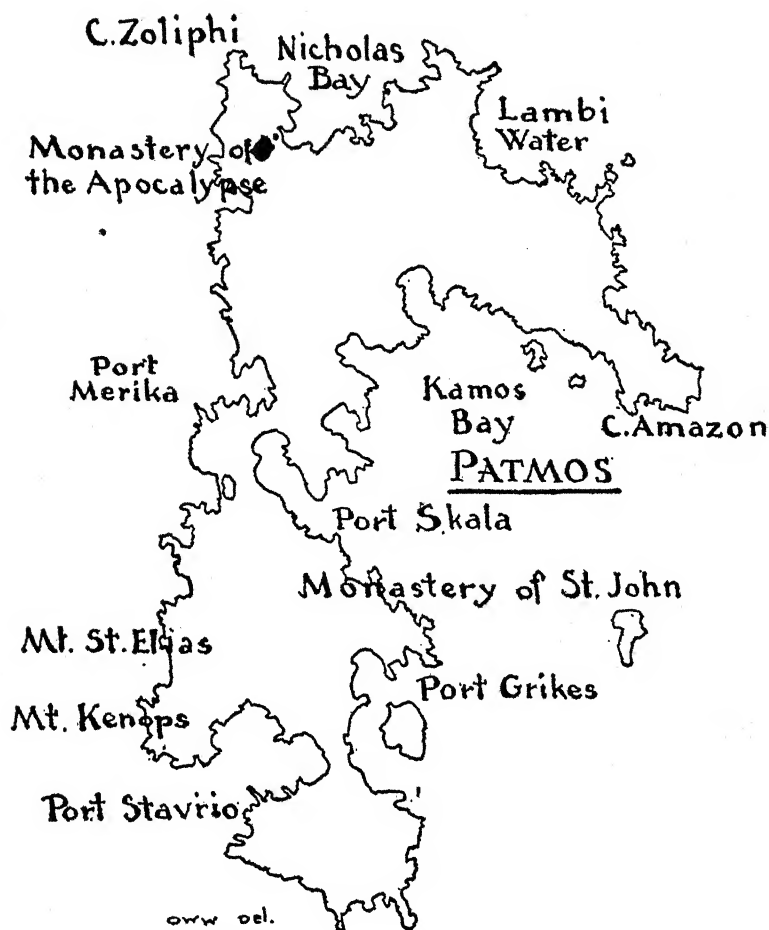 C. Zoliphi
Nicholas
Bay
Lambi
Water
Monastery of
the Apocalypse
Port
Merika
Kamos
Bay
C. Amazon
PATMOS
Port Skala
Monastery of St. John
Mt. St. Elias
Port Grikes
Mt. Kenops
Port Stavrio
oww Del.